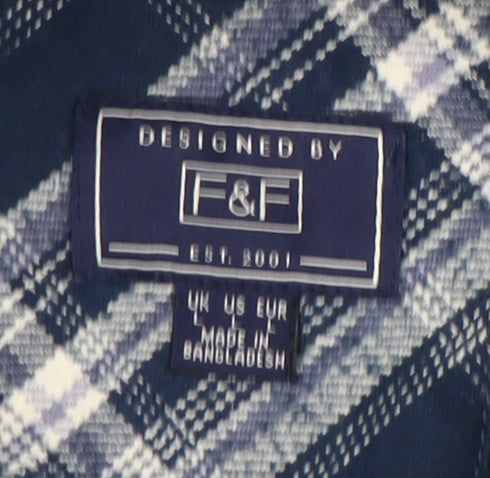 DESIGNED BY
F&F
EST. 2001
UK US EUR
L L L
MADE IN
BANGLADESH